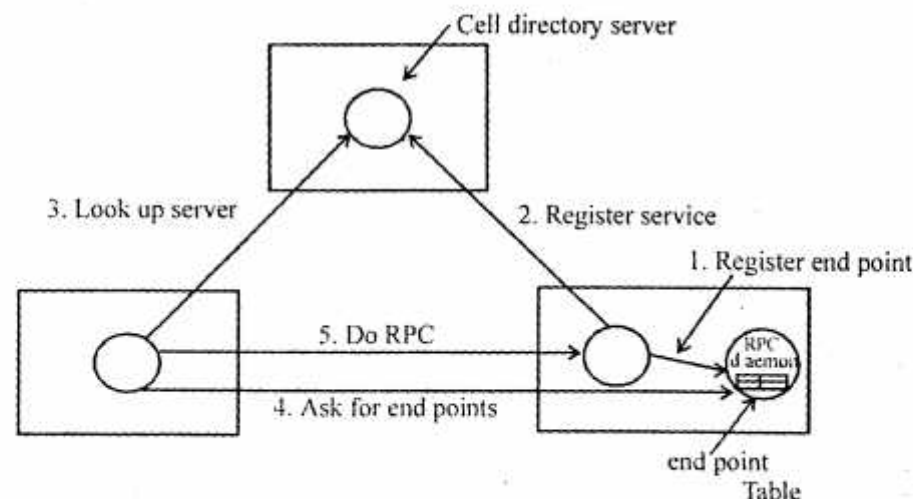 Cell directory server
3. Look up server
2. Register service
1. Register end point
5. Do RPC
RPC
d aemon
4. Ask for end points
end point
Table